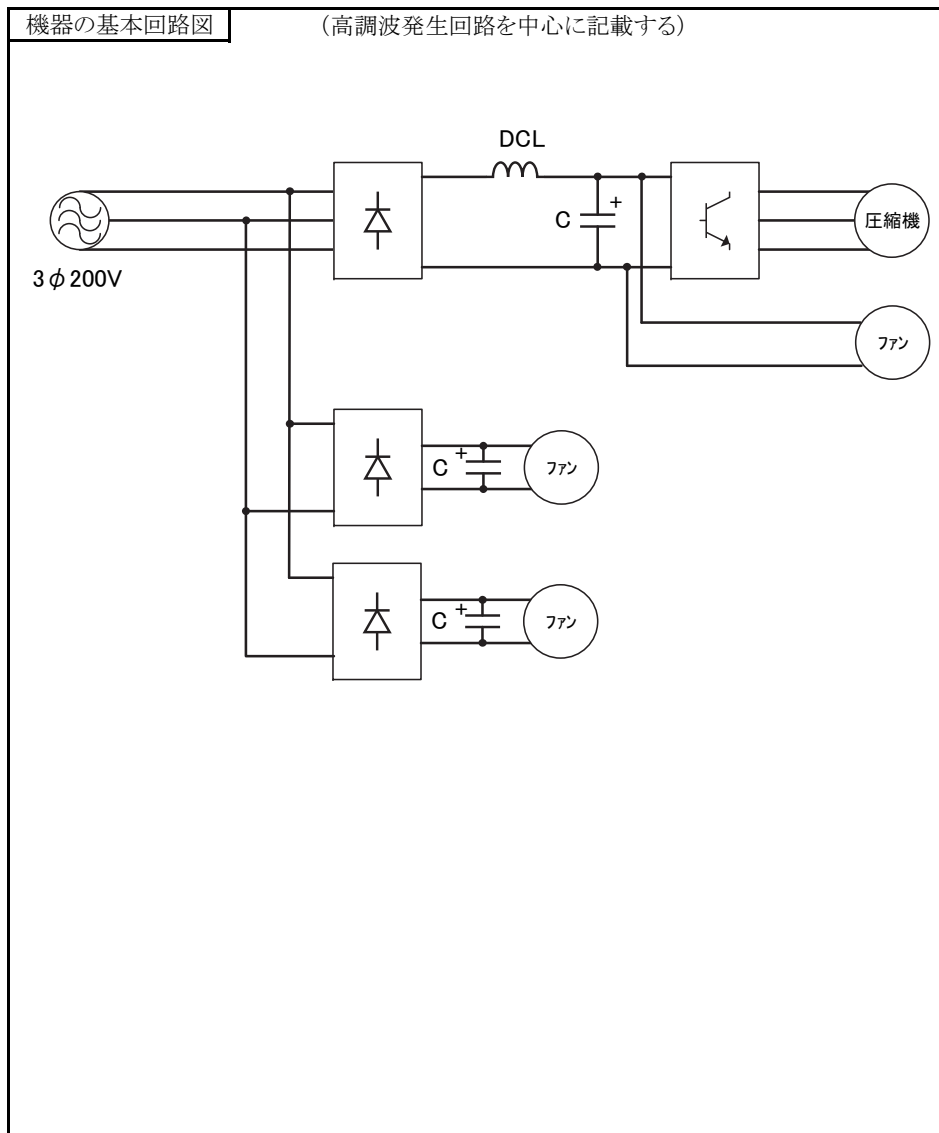 機器の基本回路図 (高調波発生回路を中心に記載する)
DCL
C +
圧縮機
3φ200V
ファン
C + ファン
C + ファン